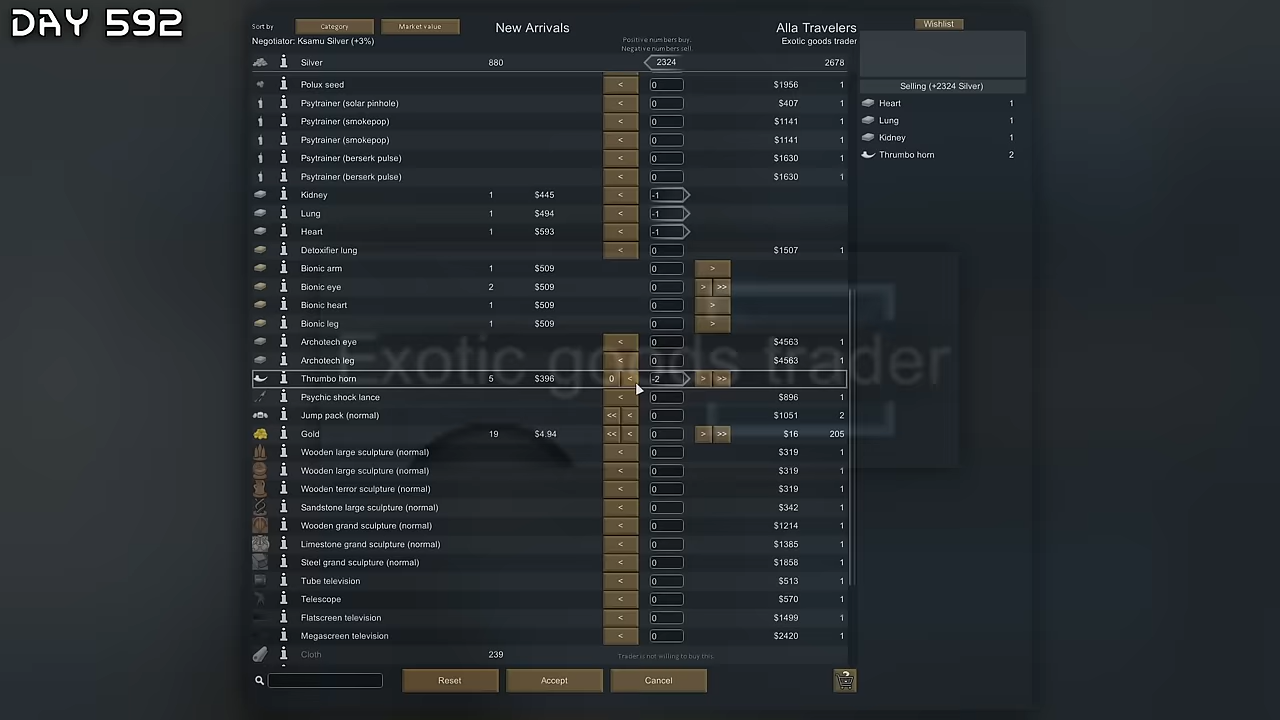 DAY 592
Sort by Category Market value New Arrivals Positive numbers buy. Alla Travelers Wishlist
Negotiator: Ksamu Silver (+3%) Negative numbers sell. Exotic goods trader
Silver 880 2324 2678
Polux seed < 0 $1956 1
Selling (+2324 Silver)
Psytrainer (solar pinhole) < 0 $407 1
Heart 1
Psytrainer (smokepop) < 0 $1141 1
Lung 1
Psytrainer (smokepop) < 0 $1141 1
Kidney 1
Psytrainer (berserk pulse) < 0 $1630 1
Thrumbo horn 2
Psytrainer (berserk pulse) < 0 $1630 1
Kidney 1 $445 < -1
Lung 1 $494 < -1
Heart 1 $593 < -1
Detoxifier lung < 0 $1507 1
Bionic arm 1 $509 0 >
Bionic eye 2 $509 0 > >>
Bionic heart 1 $509 0 >
Bionic leg 1 $509 0 >
Archotech eye < 0 $4563 1
Archotech leg < 0 $4563 1
Exotic goods trader
Thrumbo horn 5 $396 0 < -2 > >>
Psychic shock lance < 0 $896 1
Jump pack (normal) << < 0 $1051 2
Gold 19 $4.94 << < 0 > >> $16 205
Wooden large sculpture (normal) < 0 $319 1
Wooden large sculpture (normal) < 0 $319 1
Wooden terror sculpture (normal) < 0 $319 1
Sandstone large sculpture (normal) < 0 $342 1
Wooden grand sculpture (normal) < 0 $1214 1
Limestone grand sculpture (normal) < 0 $1385 1
Steel grand sculpture (normal) < 0 $1858 1
Tube television < 0 $513 1
Telescope < 0 $570 1
Flatscreen television < 0 $1499 1
Megascreen television < 0 $2420 1
Cloth 239 Trader is not willing to buy this.
Reset Accept Cancel